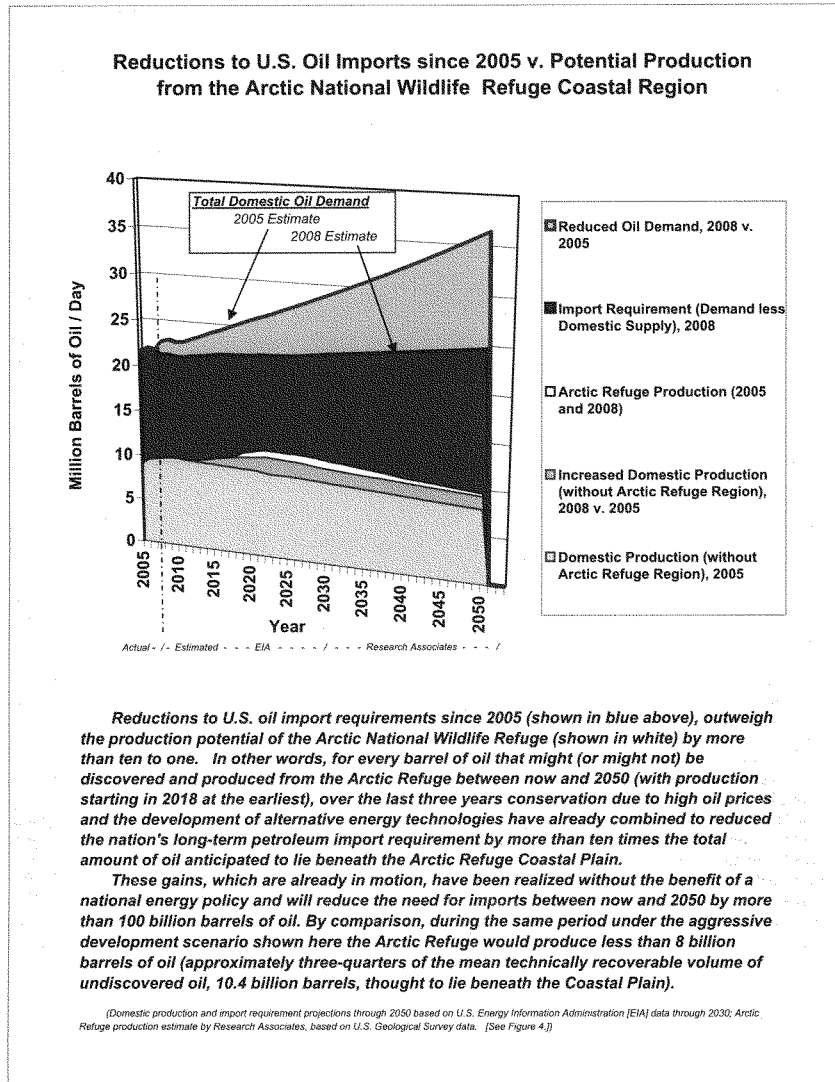 Reductions to U.S. Oil Imports since 2005 v. Potential Production
from the Arctic National Wildlife Refuge Coastal Region
Million Barrels of Oil / Day
40
35
30
25
20
15
10
5
0
Total Domestic Oil Demand
2005 Estimate
2008 Estimate
2005
2010
2015
2020
2025
2030
2035
2040
2045
2050
Year
Actual - / - Estimated - - - EIA - - - - - / - - - Research Associates - - - /
Reduced Oil Demand, 2008 v.
2005
Import Requirement (Demand less
Domestic Supply), 2008
Arctic Refuge Production (2005
and 2008)
Increased Domestic Production
(without Arctic Refuge Region),
2008 v. 2005
Domestic Production (without
Arctic Refuge Region), 2005
Reductions to U.S. oil import requirements since 2005 (shown in blue above), outweigh
the production potential of the Arctic National Wildlife Refuge (shown in white) by more
than ten to one. In other words, for every barrel of oil that might (or might not) be
discovered and produced from the Arctic Refuge between now and 2050 (with production
starting in 2018 at the earliest), over the last three years conservation due to high oil prices
and the development of alternative energy technologies have already combined to reduced
the nation's long-term petroleum import requirement by more than ten times the total
amount of oil anticipated to lie beneath the Arctic Refuge Coastal Plain.
These gains, which are already in motion, have been realized without the benefit of a
national energy policy and will reduce the need for imports between now and 2050 by more
than 100 billion barrels of oil. By comparison, during the same period under the aggressive
development scenario shown here the Arctic Refuge would produce less than 8 billion
barrels of oil (approximately three-quarters of the mean technically recoverable volume of
undiscovered oil, 10.4 billion barrels, thought to lie beneath the Coastal Plain).
(Domestic production and import requirement projections through 2050 based on U.S. Energy Information Administration [EIA] data through 2030; Arctic
Refuge production estimate by Research Associates, based on U.S. Geological Survey data. [See Figure 4.])